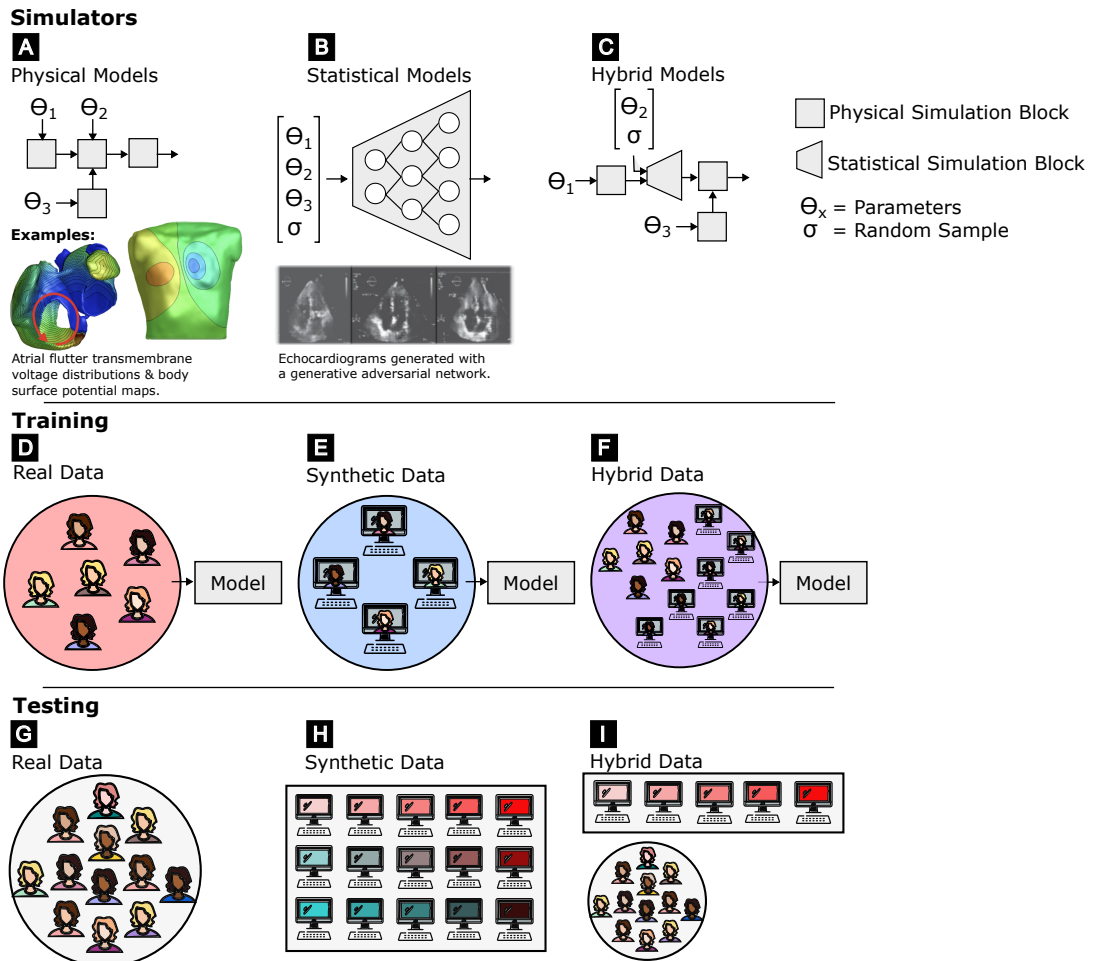 Simulators
A
Physical Models
Θ1
Θ2
Θ3
Examples:
Atrial flutter transmembrane
voltage distributions & body
surface potential maps.
B
Statistical Models
Θ1
Θ2
Θ3
σ
Echocardiograms generated with
a generative adversarial network.
C
Hybrid Models
Θ2
σ
Θ1
Θ3
Physical Simulation Block
Statistical Simulation Block
Θx = Parameters
σ = Random Sample
Training
D
Real Data
Model
E
Synthetic Data
Model
F
Hybrid Data
Model
Testing
G
Real Data
H
Synthetic Data
I
Hybrid Data